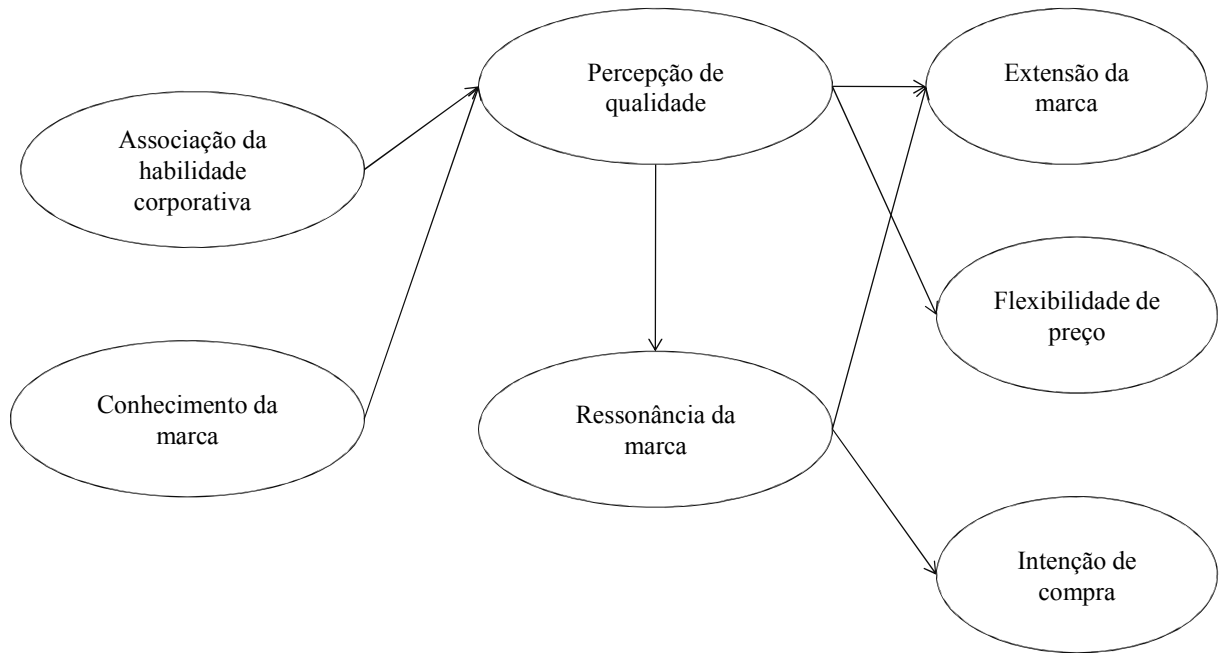 Percepção de
qualidade
Extensão da
marca
Associação da
habilidade
corporativa
Flexibilidade de
preço
Conhecimento da
marca
Ressonância da
marca
Intenção de
compra